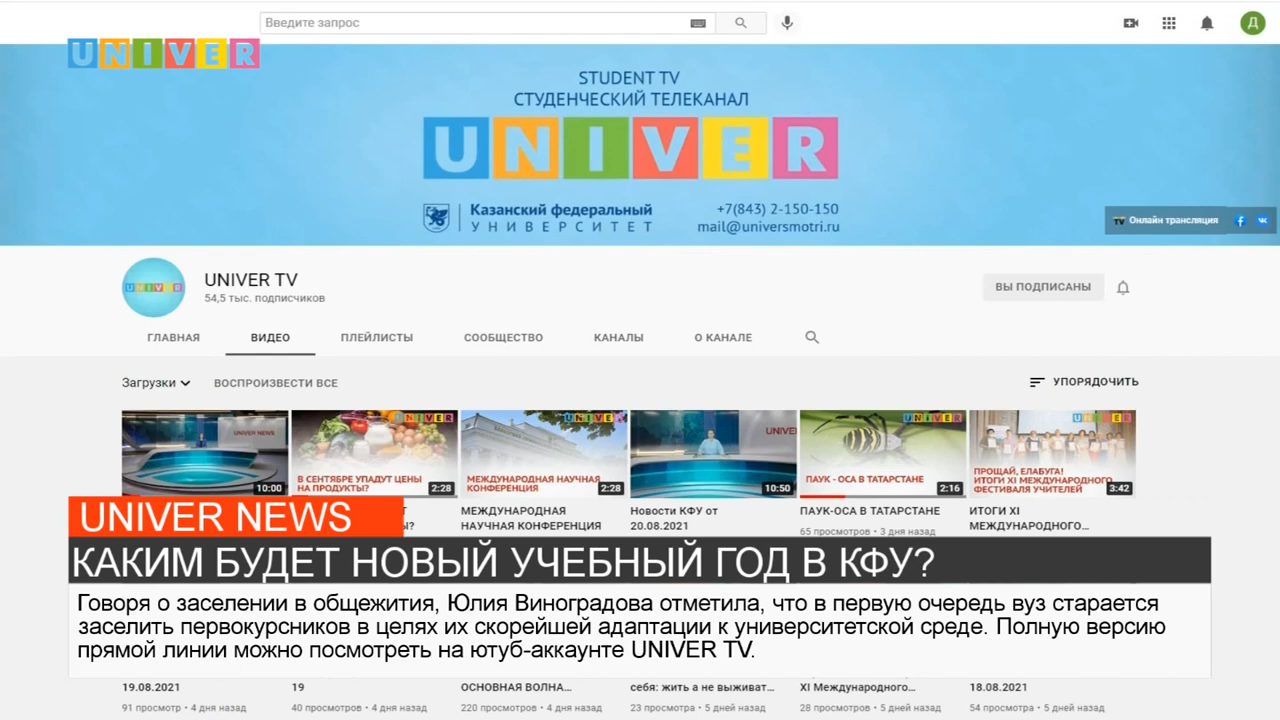 Введите запрос
Д
UNIVER
STUDENT TV
СТУДЕНЧЕСКИЙ ТЕЛЕКАНАЛ
UNIVER
Казанский федеральный
УНИВЕРСИТЕТ
+7(843) 2-150-150
mail@universmotri.ru
Онлайн трансляция
UNIVER
UNIVER TV
54,5 тыс. подписчиков
ВЫ ПОДПИСАНЫ
ГЛАВНАЯ ВИДЕО ПЛЕЙЛИСТЫ СООБЩЕСТВО КАНАЛЫ О КАНАЛЕ
Загрузки ВОСПРОИЗВЕСТИ ВСЕ УПОРЯДОЧИТЬ
UNIVER NEWS
10:00
UNIVER
В СЕНТЯБРЕ УПАДУТ ЦЕНЫ
НА ПРОДУКТЫ?
2:28
UNIVER
МЕЖДУНАРОДНАЯ НАУЧНАЯ
КОНФЕРЕНЦИЯ
2:28
UNIVER
10:50
UNIVER
ПАУК - ОСА В ТАТАРСТАНЕ
2:16
UNIVER
ПРОЩАЙ, ЕЛАБУГА!
ИТОГИ XI МЕЖДУНАРОДНОГО
ФЕСТИВАЛЯ УЧИТЕЛЕЙ
3:42
МЕЖДУНАРОДНАЯ
НАУЧНАЯ КОНФЕРЕНЦИЯ
Новости КФУ от
20.08.2021
ПАУК-ОСА В ТАТАРСТАНЕ
65 просмотров • 3 дня назад
ИТОГИ XI
МЕЖДУНАРОДНОГО...
UNIVER NEWS
КАКИМ БУДЕТ НОВЫЙ УЧЕБНЫЙ ГОД В КФУ?
Говоря о заселении в общежития, Юлия Виноградова отметила, что в первую очередь вуз старается
заселить первокурсников в целях их скорейшей адаптации к университетской среде. Полную версию
прямой линии можно посмотреть на ютуб-аккаунте UNIVER TV.
19.08.2021 19 ОСНОВНАЯ ВОЛНА... себя: жить а не выживат... XI Международного... 18.08.2021
91 просмотр • 4 дня назад 40 просмотров • 4 дня назад 220 просмотров • 4 дня назад 23 просмотра • 5 дней назад 28 просмотров • 5 дней назад 54 просмотра • 5 дней назад